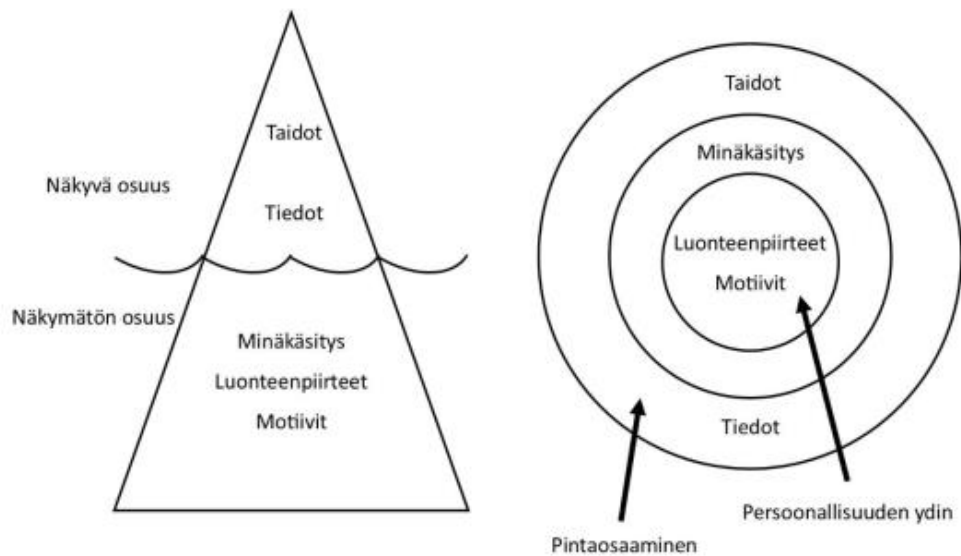 Taidot
Näkyvä osuus
Tiedot
Näkymätön osuus
Minäkäsitys
Luonteenpiirteet
Motiivit
Taidot
Minäkäsitys
Luonteenpiirteet
Motiivit
Tiedot
Persoonallisuuden ydin
Pintaosaaminen